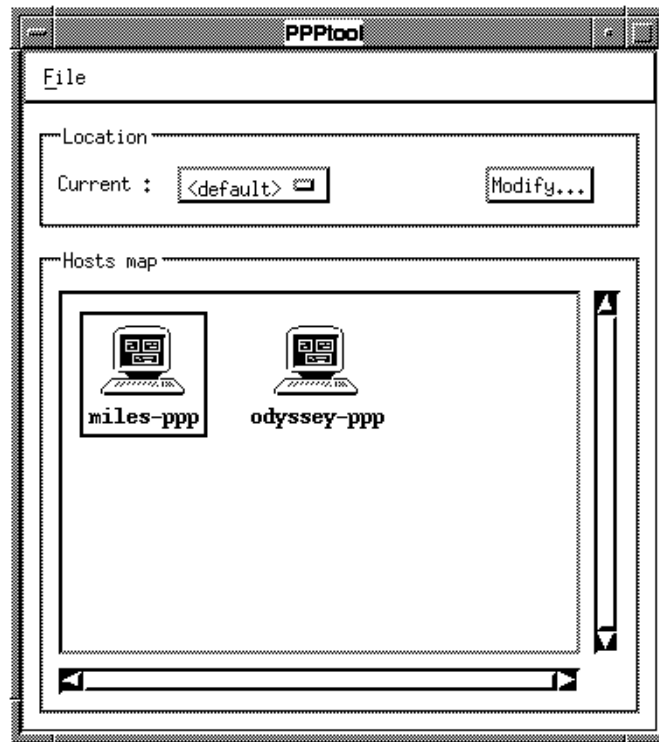 PPPtool
File
Location
Current : <default> Modify...
Hosts map
miles-ppp odyssey-ppp